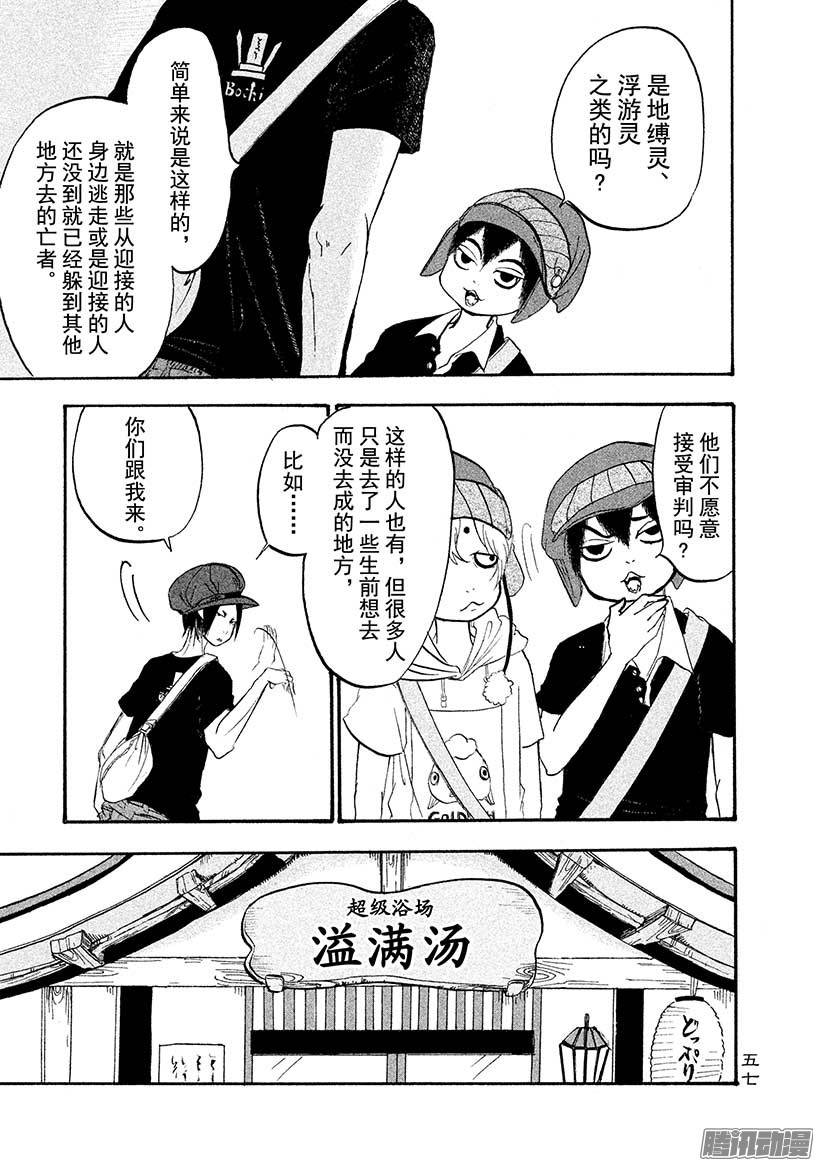 是地缚灵、
浮游灵
之类的吗？
Bochi
简单来说是这样的，
就是那些从迎接的人
身边逃走或是迎接的人
还没到就已经躲到其他
地方去的亡者。
他们不愿意
接受审判吗？
这样的人也有，但很多人
只是去了一些生前想去
而没去成的地方，
比如……
你们跟我来。
超级浴场
溢满汤
どっぷり
五七
腾讯动漫